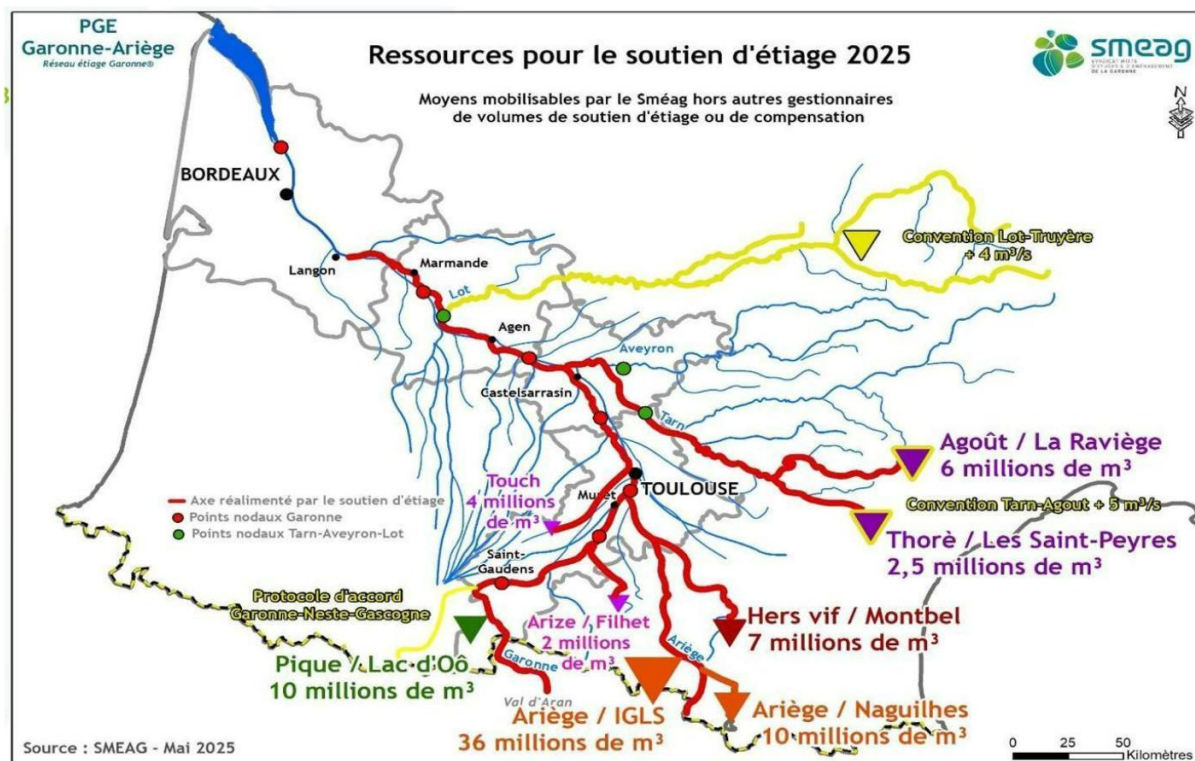 PGE
Garonne-Ariège
Réseau étiage Garonne®
Ressources pour le soutien d'étiage 2025
Moyens mobilisables par le Sméag hors autres gestionnaires
de volumes de soutien d'étiage ou de compensation
smeag
SYNDICAT MIXTE
D'ÉTUDES & D'AMÉNAGEMENT
DE LA GARONNE
N
BORDEAUX
Langon
Marmande
Lot
Convention Lot-Truyère
+ 4 m³/s
Agen
Aveyron
Castelsarrasin
Tarn
Agoût / La Raviège
6 millions de m³
Touch
4 millions
de m³
Muret
TOULOUSE
Convention Tarn-Agout + 5 m³/s
Thorè / Les Saint-Peyres
2,5 millions de m³
Axe réalimenté par le soutien d'étiage
Points nodaux Garonne
Points nodaux Tarn-Aveyron-Lot
Saint-
Gaudens
Protocole d'accord
Garonne-Neste-Gascogne
Arize / Filhet
2 millions
de m³
Hers vif / Montbel
7 millions de m³
Pique / Lac d'Oô
10 millions de m³
Garonne
Val d'Aran
Ariège
Ariège / IGLS
36 millions de m³
Ariège / Naguilhes
10 millions de m³
Source : SMEAG - Mai 2025
0 25 50
Kilomètres